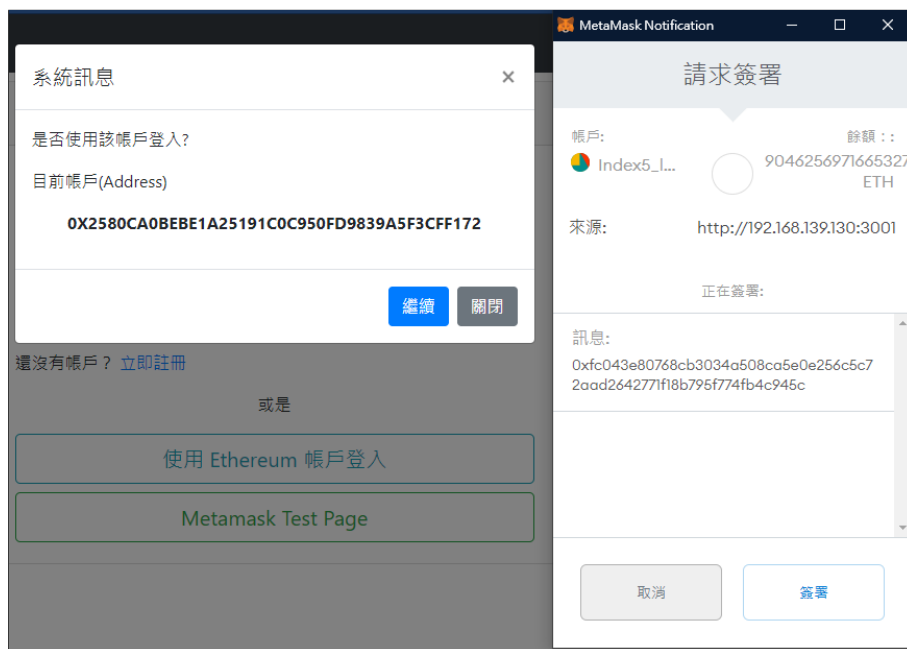 系統訊息
×
是否使用該帳戶登入?
目前帳戶(Address)
0X2580CA0BEBE1A25191C0C950FD9839A5F3CFF172
繼續
關閉
還沒有帳戶? 立即註冊
或是
使用 Ethereum 帳戶登入
Metamask Test Page
MetaMask Notification
請求簽署
帳戶:
餘額::
Index5_l...
9046256971665327
ETH
來源:
http://192.168.139.130:3001
正在簽署:
訊息:
0xfc043e80768cb3034a508ca5e0e256c5c7
2aad2642771f18b795f774fb4c945c
取消
簽署